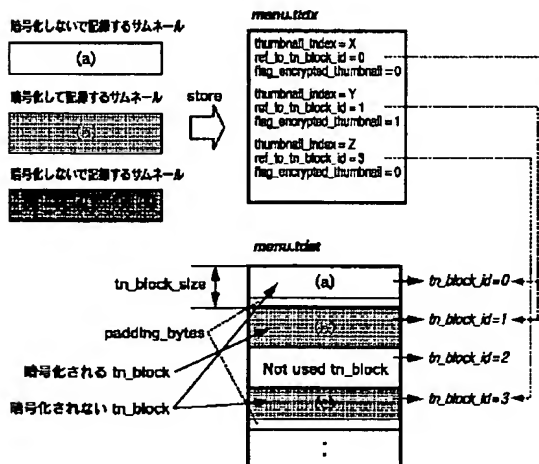 暗号化しないで記録するサムネール
(a)
暗号化して記録するサムネール
暗号化しないで記録するサムネール
store
menu.tidx
thumbnail_index = X
ref_to_tn_block_id = 0
flag_encrypted_thumbnail = 0
thumbnail_index = Y
ref_to_tn_block_id = 1
flag_encrypted_thumbnail = 1
thumbnail_index = Z
ref_to_tn_block_id = 3
flag_encrypted_thumbnail = 0
menu.tdat
tn_block_size
(a)
tn_block_id=0
padding_bytes
tn_block_id=1
暗号化される tn_block
Not used tn_block
tn_block_id=2
暗号化されない tn_block
(c)
tn_block_id=3